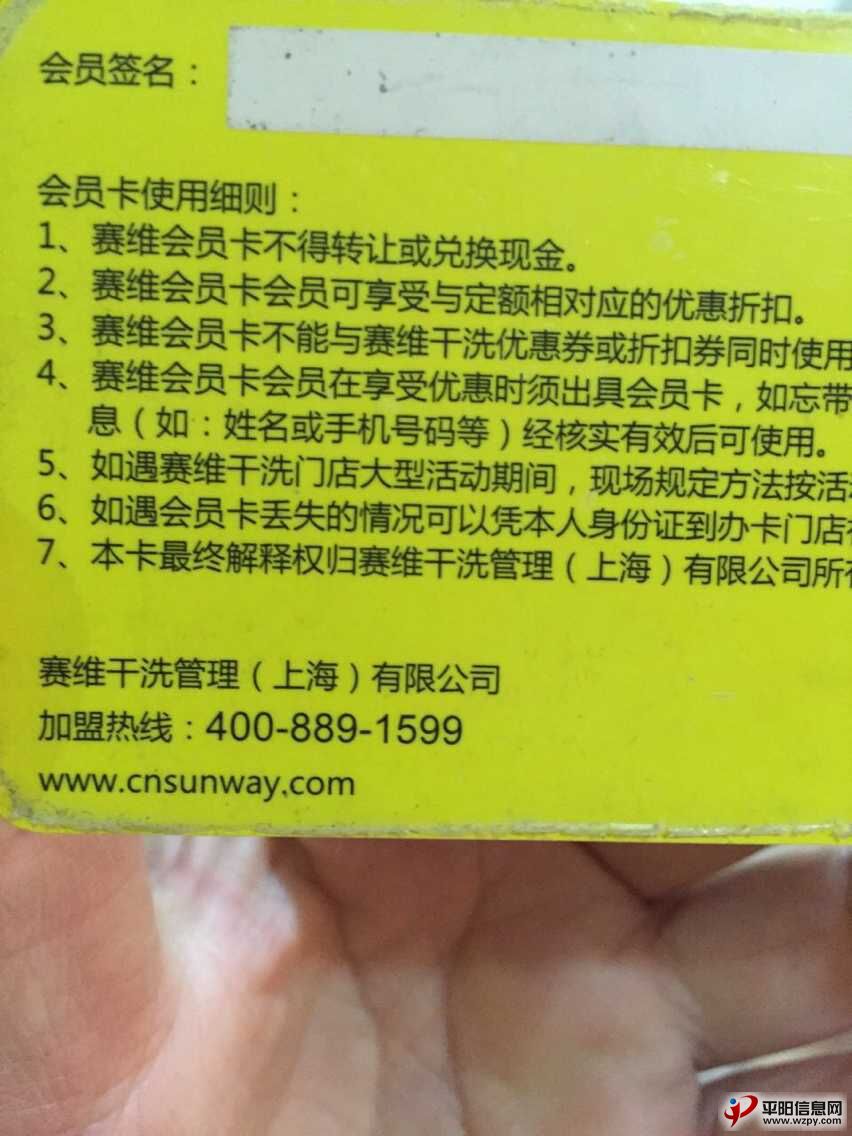 会员签名：
会员卡使用细则：
1、赛维会员卡不得转让或兑换现金。
2、赛维会员卡会员可享受与定额相对应的优惠折扣。
3、赛维会员卡不能与赛维干洗优惠券或折扣券同时使用
4、赛维会员卡会员在享受优惠时须出具会员卡，如忘带
息（如：姓名或手机号码等）经核实有效后可使用。
5、如遇赛维干洗门店大型活动期间，现场规定方法按活
6、如遇会员卡丢失的情况可以凭本人身份证到办卡门店
7、本卡最终解释权归赛维干洗管理（上海）有限公司所
赛维干洗管理（上海）有限公司
加盟热线：400-889-1599
www.cnsunway.com
平阳信息网
www.wzpy.com